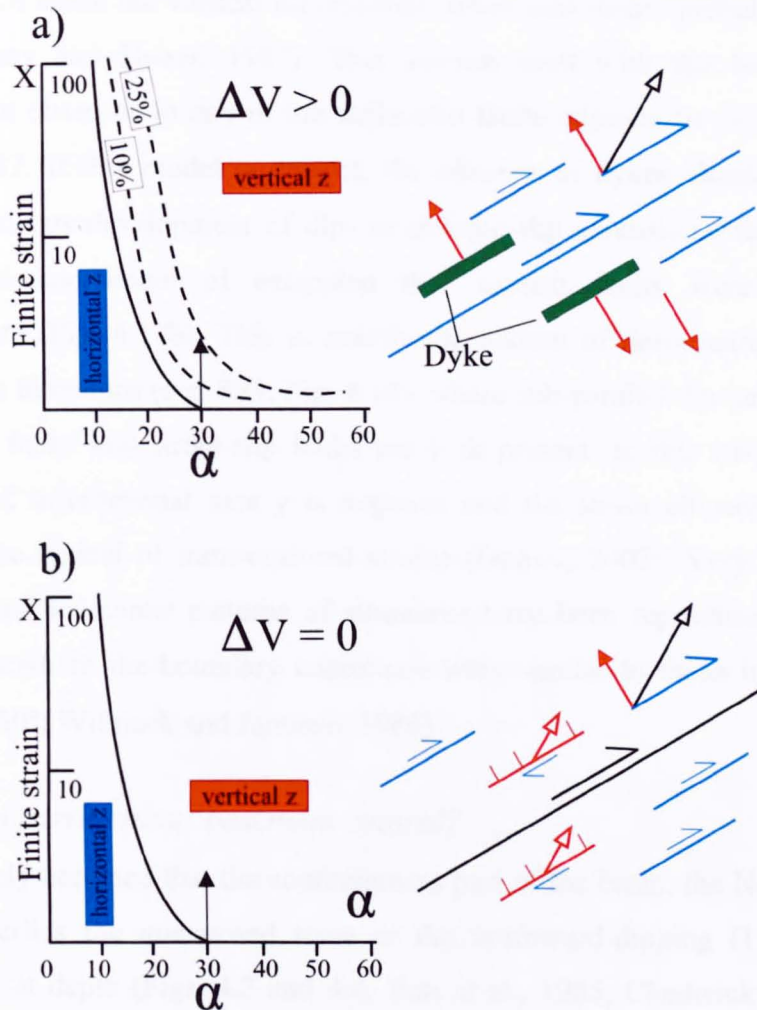 a)
X
100
25%
10%
ΔV > 0
vertical z
10
Finite strain
horizontal z
Dyke
0 10 20 30 40 50 60
α
b)
X
100
ΔV = 0
10
vertical z
Finite strain
horizontal z
α
0 10 20 30 40 50 60
α